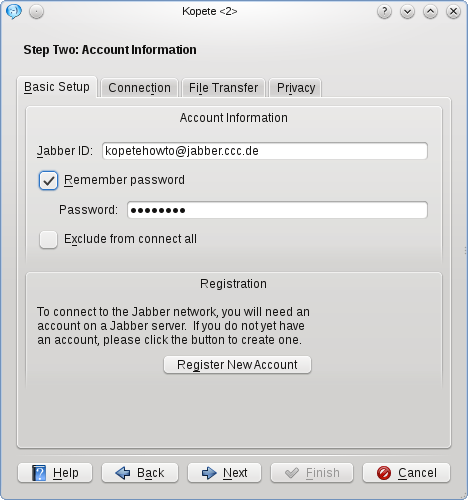 Kopete <2>
Step Two: Account Information
Basic Setup Connection File Transfer Privacy
Account Information
Jabber ID: kopetehowto@jabber.ccc.de
Remember password
Password: ●●●●●●●●
Exclude from connect all
Registration
To connect to the Jabber network, you will need an
account on a Jabber server. If you do not yet have
an account, please click the button to create one.
Register New Account
Help Back Next Finish Cancel